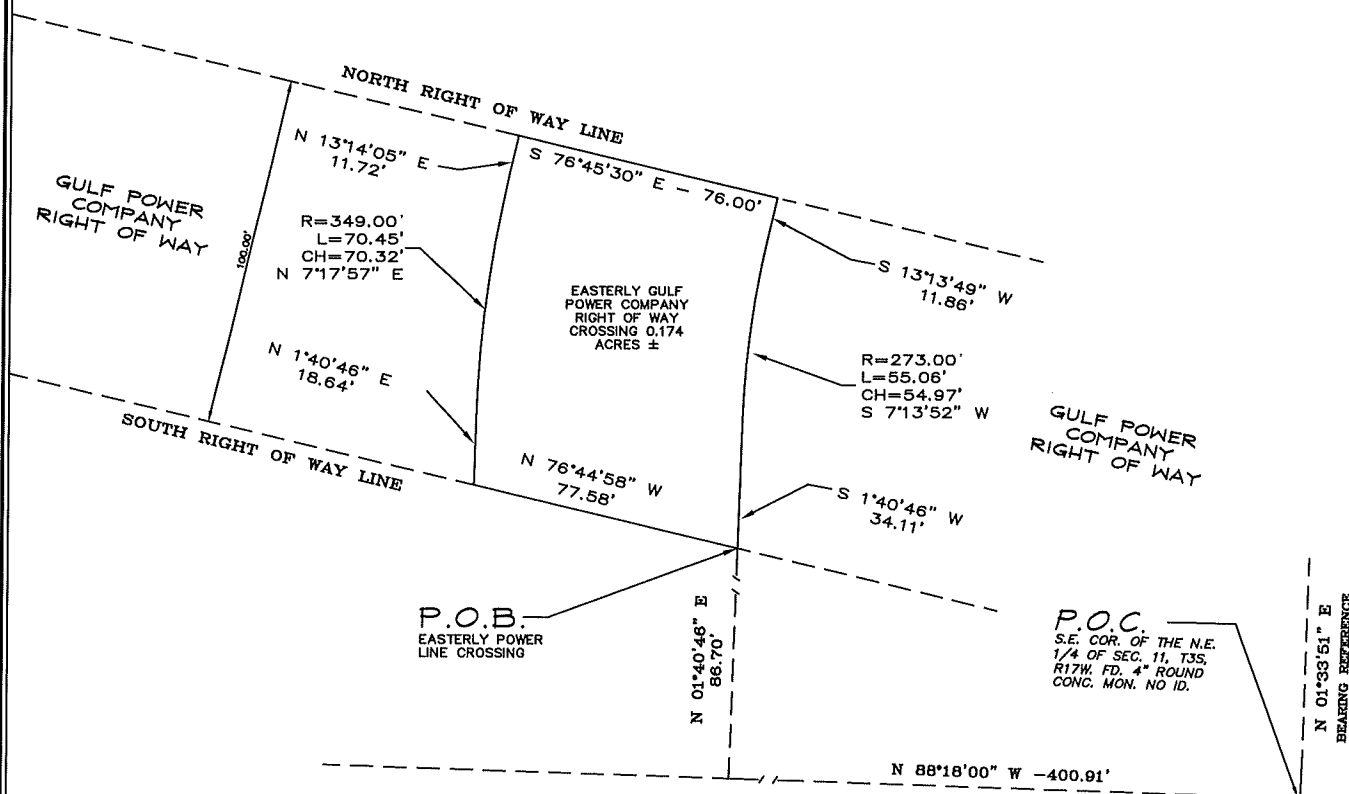 NORTH RIGHT OF WAY LINE
N 13°14'05" E
11.72'
S 76°45'30" E - 76.00'
GULF POWER
COMPANY
RIGHT OF WAY
100.00'
R=349.00'
L=70.45'
CH=70.32'
N 7°17'57" E
S 13°13'49" W
11.86'
EASTERLY GULF
POWER COMPANY
RIGHT OF WAY
CROSSING 0.174
ACRES ±
N 1°40'46" E
18.64'
R=273.00'
L=55.06'
CH=54.97'
S 7°13'52" W
GULF POWER
COMPANY
RIGHT OF WAY
SOUTH RIGHT OF WAY LINE
N 76°44'58" W
77.58'
S 1°40'46" W
34.11'
P.O.B.
EASTERLY POWER
LINE CROSSING
N 01°40'46" E
86.70'
P.O.C.
S.E. COR. OF THE N.E.
1/4 OF SEC. 11, T3S,
R17W. FD. 4" ROUND
CONC. MON. NO ID.
N 01°33'51" E
BEARING REFERENCE
N 88°18'00" W -400.91'